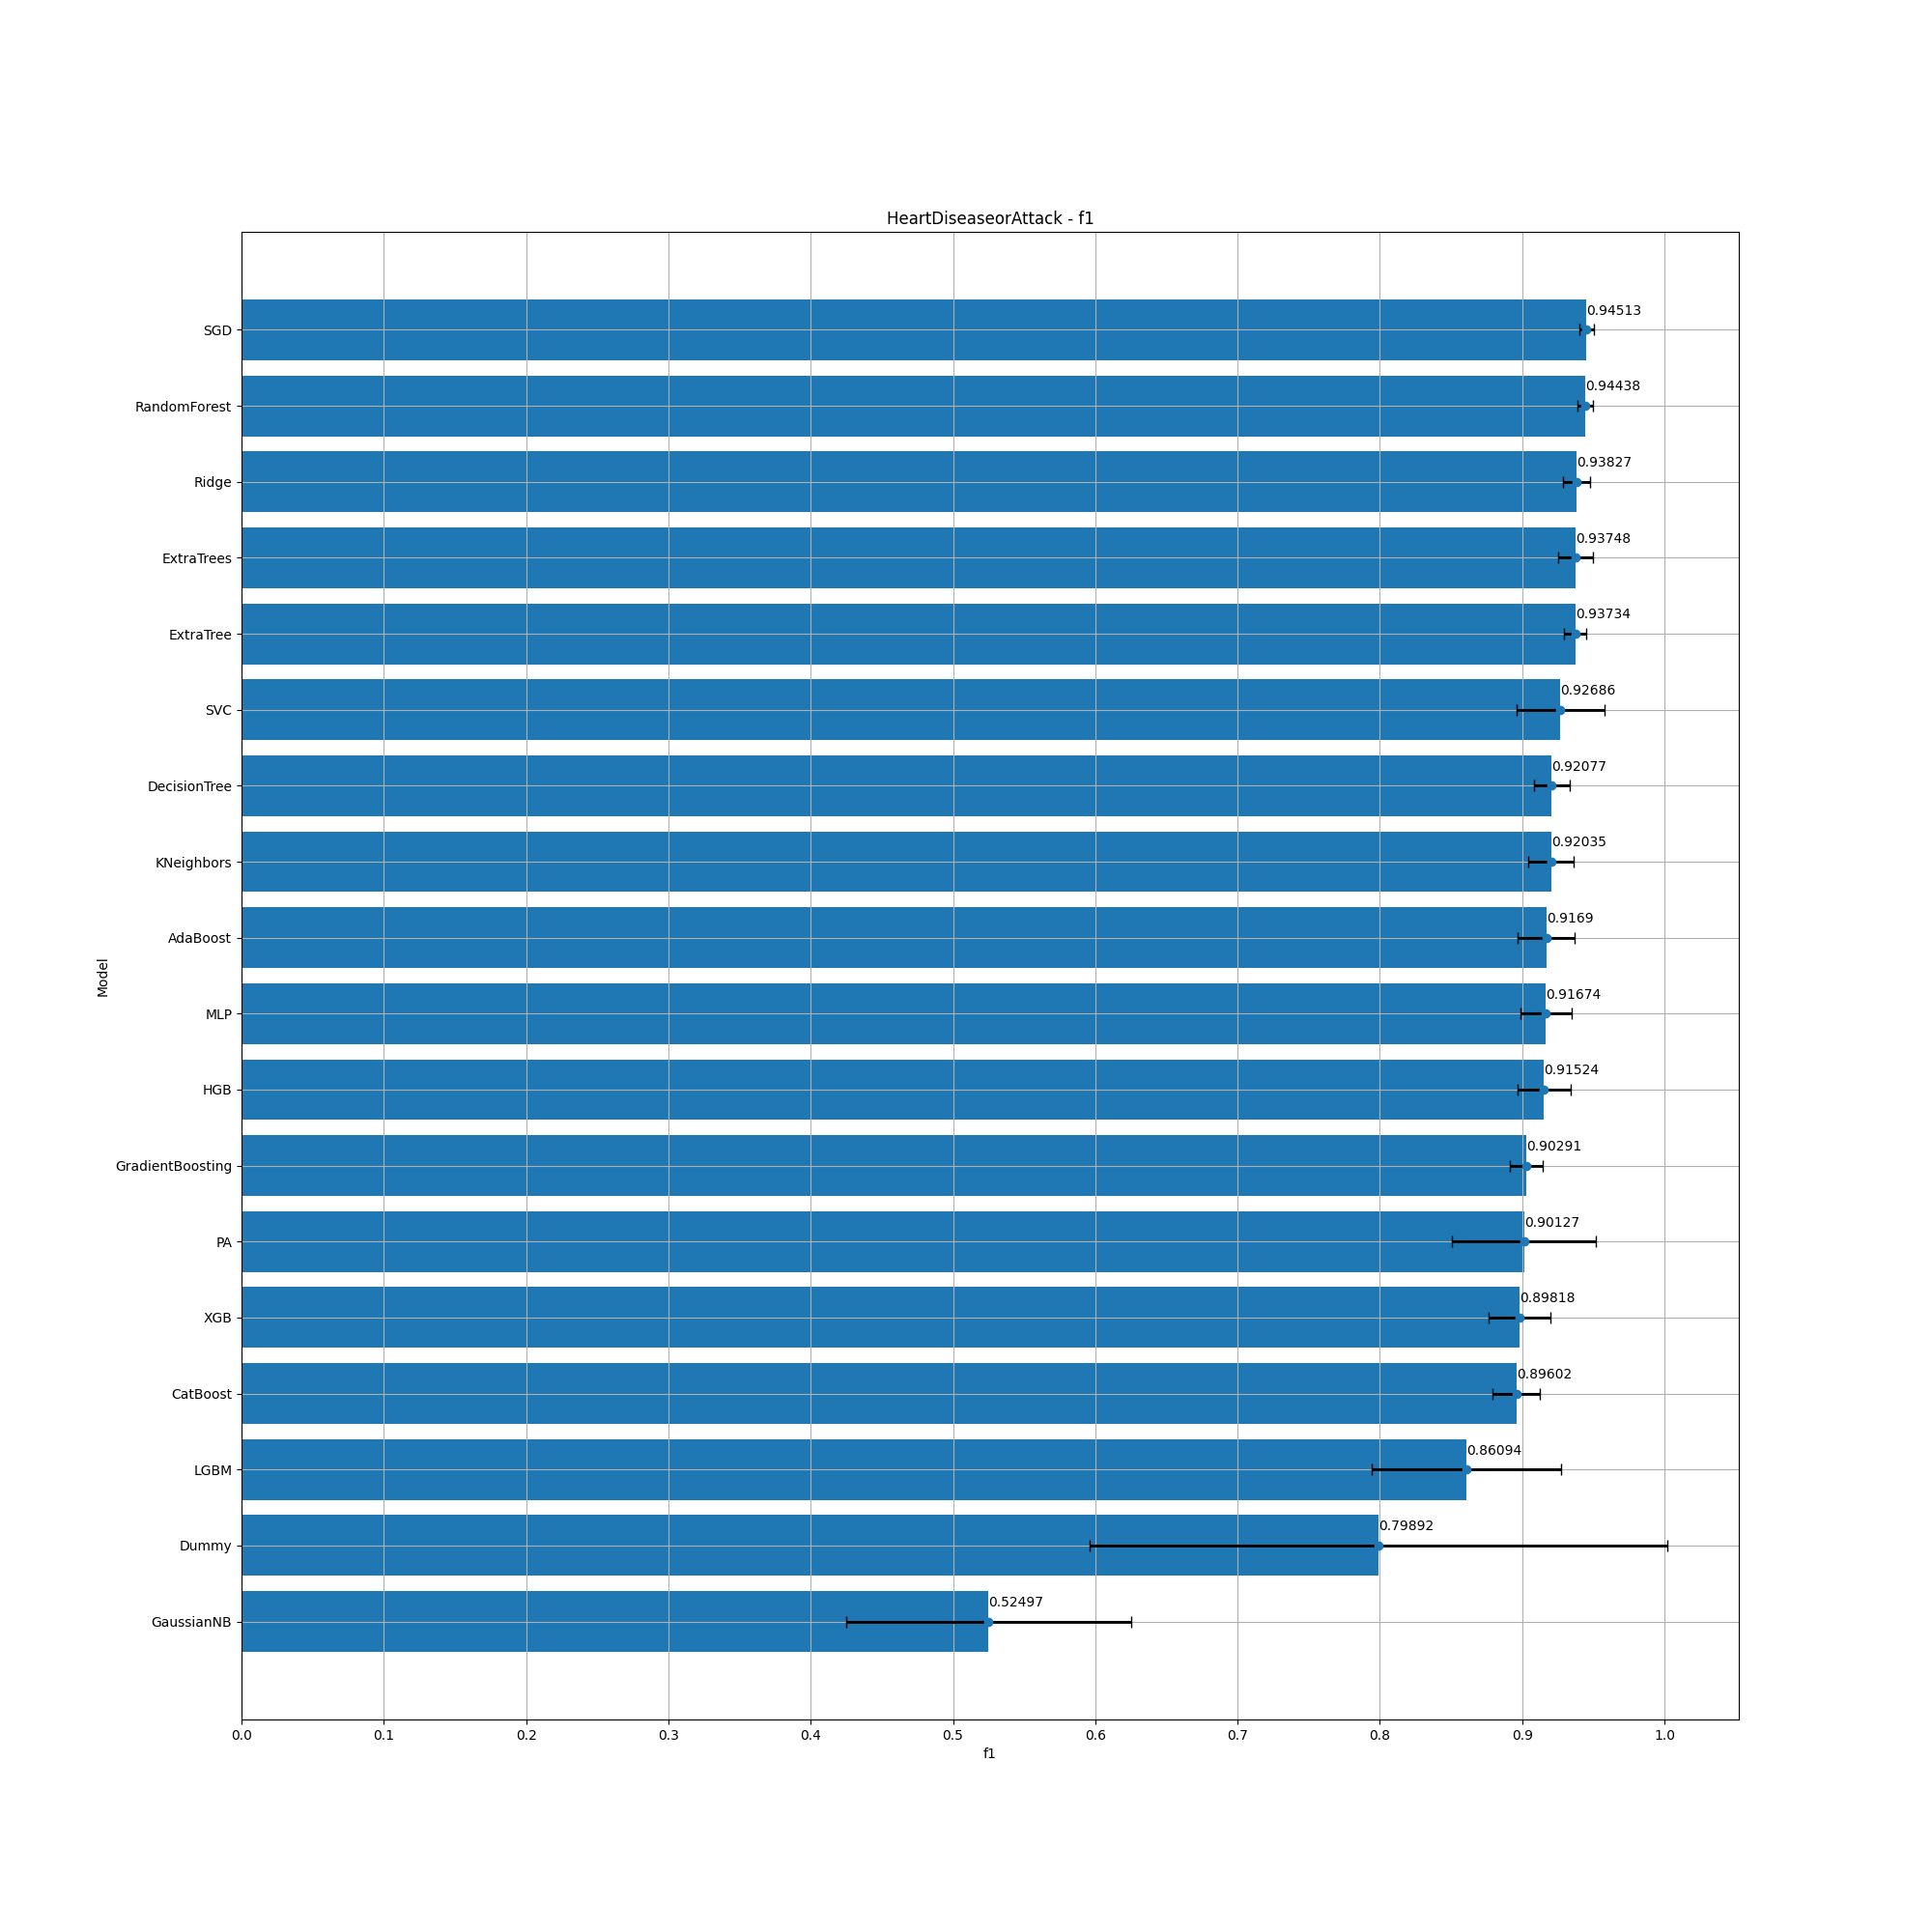 HeartDiseaseorAttack - f1
SGD
0.94513
RandomForest
0.94438
Ridge
0.93827
ExtraTrees
0.93748
ExtraTree
0.93734
SVC
0.92686
DecisionTree
0.92077
KNeighbors
0.92035
AdaBoost
0.9169
Model
MLP
0.91674
HGB
0.91524
GradientBoosting
0.90291
PA
0.90127
XGB
0.89818
CatBoost
0.89602
LGBM
0.86094
Dummy
0.79892
GaussianNB
0.52497
0.0 0.1 0.2 0.3 0.4 0.5 0.6 0.7 0.8 0.9 1.0
f1